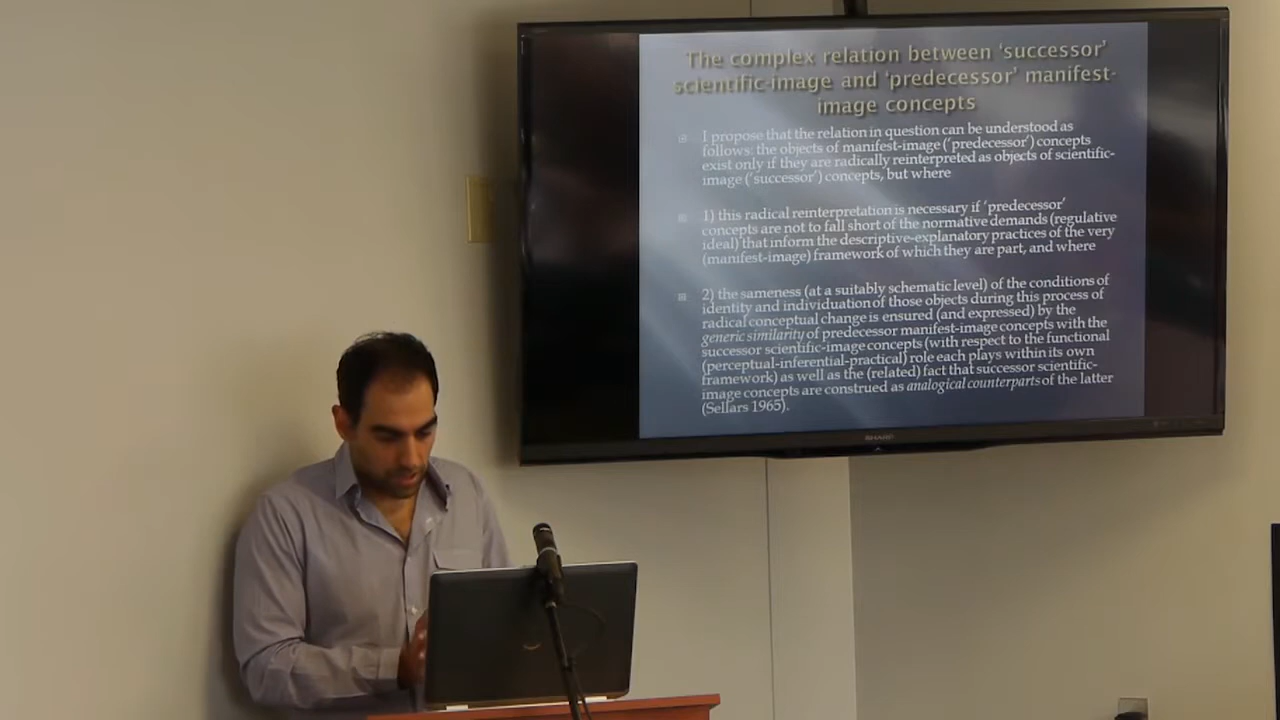 The complex relation between ‘successor’
scientific-image and ‘predecessor’ manifest-
image concepts
I propose that the relation in question can be understood as
follows: the objects of manifest-image (‘predecessor’) concepts
exist only if they are radically reinterpreted as objects of scientific-
image (‘successor’) concepts, but where
1) this radical reinterpretation is necessary if ‘predecessor’
concepts are not to fall short of the normative demands (regulative
ideal) that inform the descriptive-explanatory practices of the very
(manifest-image) framework of which they are part, and where
2) the sameness (at a suitably schematic level) of the conditions of
identity and individuation of those objects during this process of
radical conceptual change is ensured (and expressed) by the
generic similarity of predecessor manifest-image concepts with the
successor scientific-image concepts (with respect to the functional
(perceptual-inferential-practical) role each plays within its own
framework) as well as the (related) fact that successor scientific-
image concepts are construed as analogical counterparts of the latter
(Sellars 1965).
SHARP